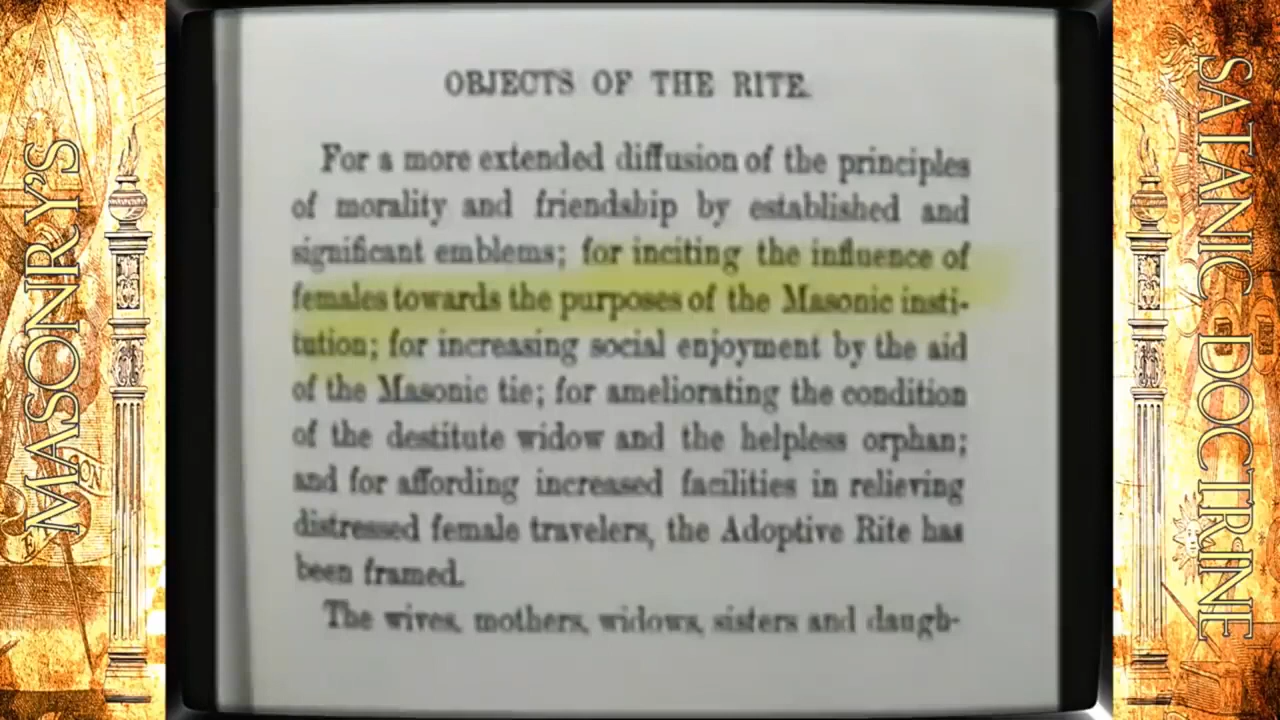 MASONRY'S
OBJECTS OF THE RITE.
For a more extended diffusion of the principles
of morality and friendship by established and
significant emblems; for inciting the influence of
females towards the purposes of the Masonic insti-
tution; for increasing social enjoyment by the aid
of the Masonic tie; for ameliorating the condition
of the destitute widow and the helpless orphan;
and for affording increased facilities in relieving
distressed female travelers, the Adoptive Rite has
been framed.
The wives, mothers, widows, sisters and daugh-
SATANIC DOCTRINE